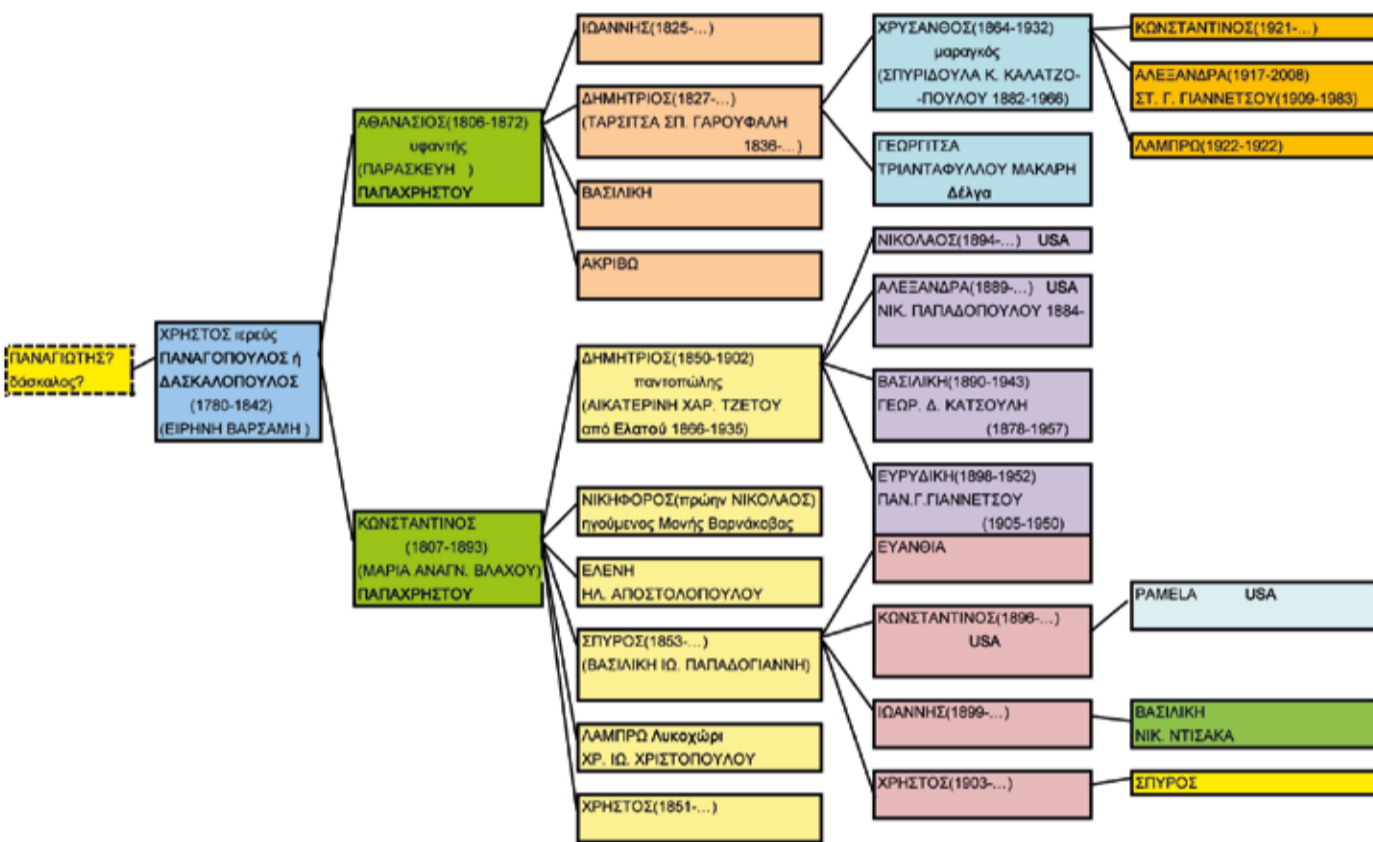 ΠΑΝΑΓΙΩΤΗΣ?
δάσκαλος?
ΧΡΗΣΤΟΣ ιερεύς
ΠΑΝΑΓΟΠΟΥΛΟΣ ή
ΔΑΣΚΑΛΟΠΟΥΛΟΣ
(1780-1842)
(ΕΙΡΗΝΗ ΒΑΡΣΑΜΗ )
ΑΘΑΝΑΣΙΟΣ(1806-1872)
υφαντής
(ΠΑΡΑΣΚΕΥΗ )
ΠΑΠΑΧΡΗΣΤΟΥ
ΚΩΝΣΤΑΝΤΙΝΟΣ
(1807-1893)
(ΜΑΡΙΑ ΑΝΑΓΝ. ΒΛΑΧΟΥ)
ΠΑΠΑΧΡΗΣΤΟΥ
ΙΩΑΝΝΗΣ(1825-...)
ΔΗΜΗΤΡΙΟΣ(1827-...)
(ΤΑΡΣΙΤΣΑ ΣΠ. ΓΑΡΟΥΦΑΛΗ
1836-...)
ΒΑΣΙΛΙΚΗ
ΑΚΡΙΒΩ
ΔΗΜΗΤΡΙΟΣ(1850-1902)
παντοπώλης
(ΑΙΚΑΤΕΡΙΝΗ ΧΑΡ. ΤΖΕΤΟΥ
από Ελατού 1866-1935)
ΝΙΚΗΦΟΡΟΣ(πρώην ΝΙΚΟΛΑΟΣ)
ηγούμενος Μονής Βαρνάκοβας
ΕΛΕΝΗ
ΗΛ. ΑΠΟΣΤΟΛΟΠΟΥΛΟΥ
ΣΠΥΡΟΣ(1853-...)
(ΒΑΣΙΛΙΚΗ ΙΩ. ΠΑΠΑΔΟΓΙΑΝΝΗ)
ΛΑΜΠΡΩ Λυκοχώρι
ΧΡ. ΙΩ. ΧΡΙΣΤΟΠΟΥΛΟΥ
ΧΡΗΣΤΟΣ(1851-...)
ΧΡΥΣΑΝΘΟΣ(1864-1932)
μαραγκός
(ΣΠΥΡΙΔΟΥΛΑ Κ. ΚΑΛΑΤΖΟ-
-ΠΟΥΛΟΥ 1882-1966)
ΓΕΩΡΓΙΤΣΑ
ΤΡΙΑΝΤΑΦΥΛΛΟΥ ΜΑΚΑΡΗ
Δέλγα
ΝΙΚΟΛΑΟΣ(1894-...) USA
ΑΛΕΞΑΝΔΡΑ(1889-...) USA
ΝΙΚ. ΠΑΠΑΔΟΠΟΥΛΟΥ 1884-
ΒΑΣΙΛΙΚΗ(1890-1943)
ΓΕΩΡ. Δ. ΚΑΤΣΟΥΛΗ
(1878-1957)
ΕΥΡΥΔΙΚΗ(1898-1952)
ΠΑΝ.Γ.ΓΙΑΝΝΕΤΣΟΥ
(1905-1950)
ΕΥΑΝΘΙΑ
ΚΩΝΣΤΑΝΤΙΝΟΣ(1896-...)
USA
ΙΩΑΝΝΗΣ(1899-...)
ΧΡΗΣΤΟΣ(1903-...)
ΚΩΝΣΤΑΝΤΙΝΟΣ(1921-...)
ΑΛΕΞΑΝΔΡΑ(1917-2008)
ΣΤ. Γ. ΓΙΑΝΝΕΤΣΟΥ(1909-1983)
ΛΑΜΠΡΩ(1922-1922)
PAMELA USA
ΒΑΣΙΛΙΚΗ
ΝΙΚ. ΝΤΙΣΑΚΑ
ΣΠΥΡΟΣ